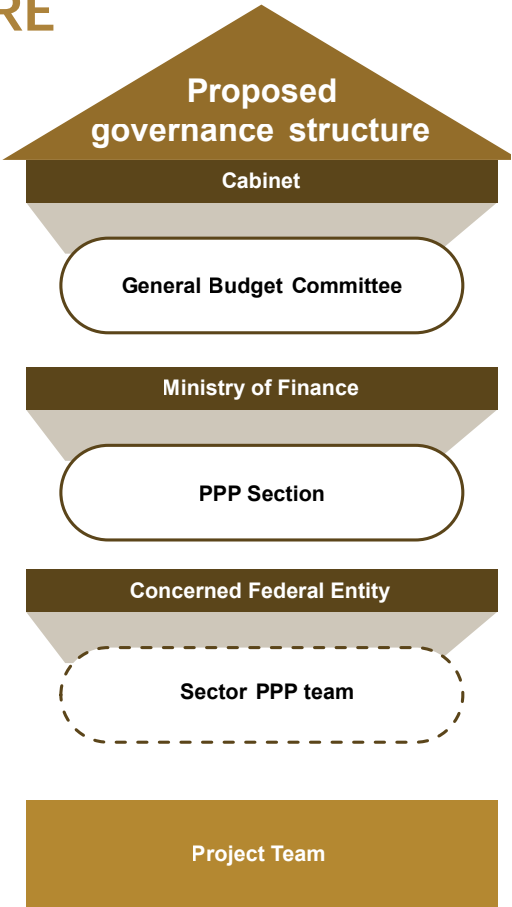 RE
Proposed
governance structure
Cabinet
General Budget Committee
Ministry of Finance
PPP Section
Concerned Federal Entity
Sector PPP team
Project Team